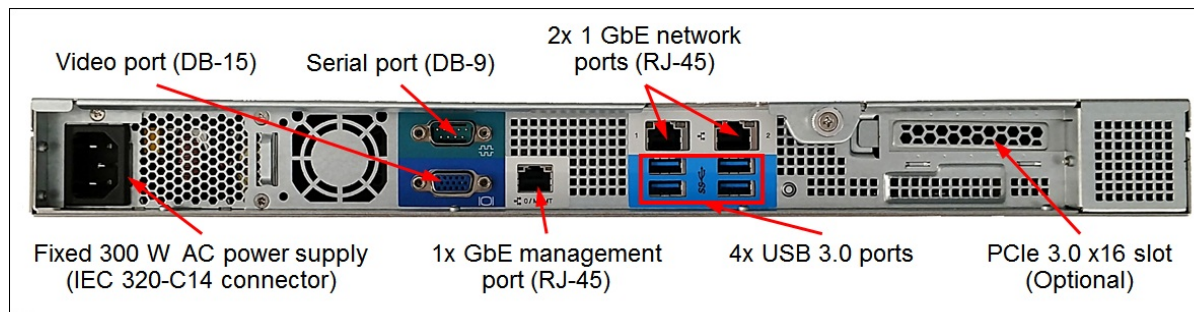 2x 1 GbE network
ports (RJ-45)
Video port (DB-15)
Serial port (DB-9)
1
2
Fixed 300 W AC power supply
(IEC 320-C14 connector)
1x GbE management
port (RJ-45)
4x USB 3.0 ports
PCIe 3.0 x16 slot
(Optional)